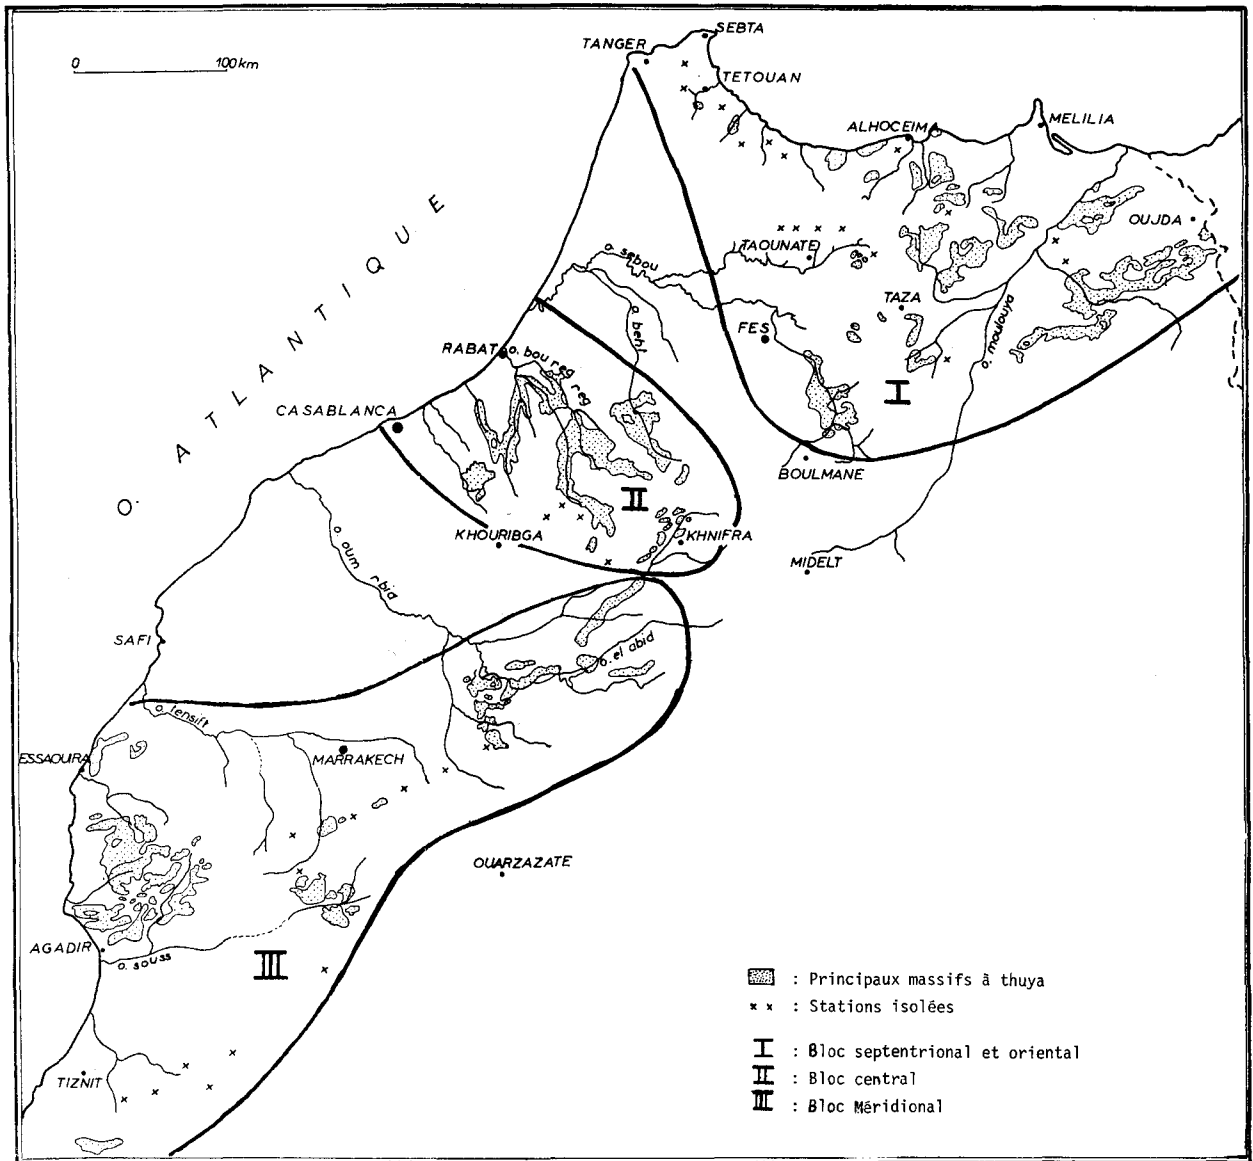 SEBTA
TANGER
0 100km
TETOUAN
ALHOCEIMA
MELILIA
O. ATLANTIQUE
OUJDA
o. sebou
TAOUNATE
TAZA
o. moulouya
FES
o. beht
RABAT
o. bou reg reg
CASABLANCA
I
BOULMANE
II
KHOURIBGA
KHNIFRA
MIDELT
o. oum rbia
SAFI
o. el abid
o. tensift
ESSAOUIRA
MARRAKECH
OUARZAZATE
AGADIR
o. souss
III
TIZNIT
: Principaux massifs à thuya
x x : Stations isolées
I : Bloc septentrional et oriental
II : Bloc central
III : Bloc Méridional